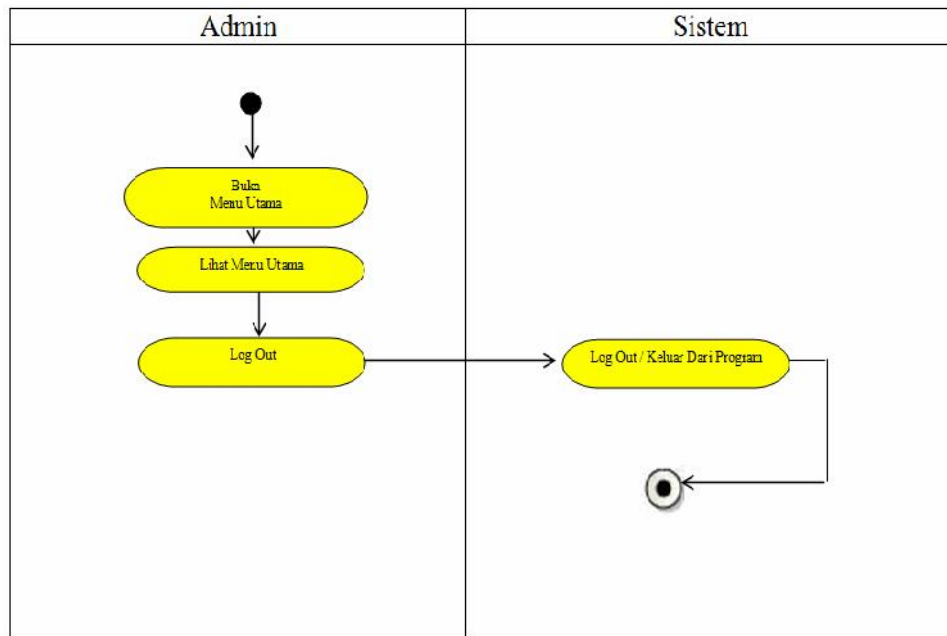 Admin
Sistem
Buka
Menu Utama
Lihat Menu Utama
Log Out
Log Out / Keluar Dari Program